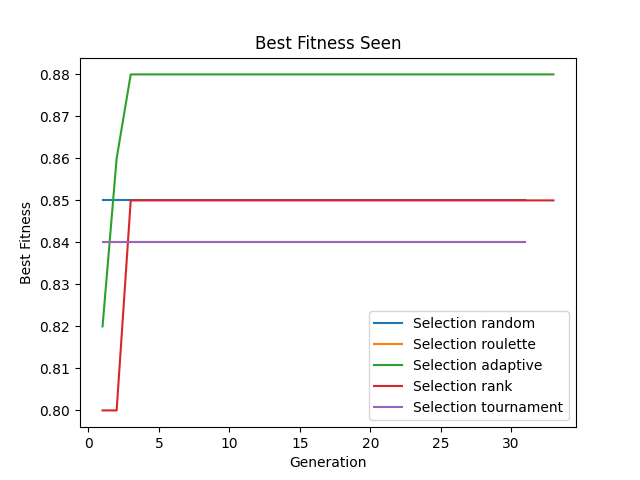 Best Fitness Seen
Best Fitness
0.88
0.87
0.86
0.85
0.84
0.83
0.82
0.81
0.80
Selection random
Selection roulette
Selection adaptive
Selection rank
Selection tournament
0 5 10 15 20 25 30
Generation